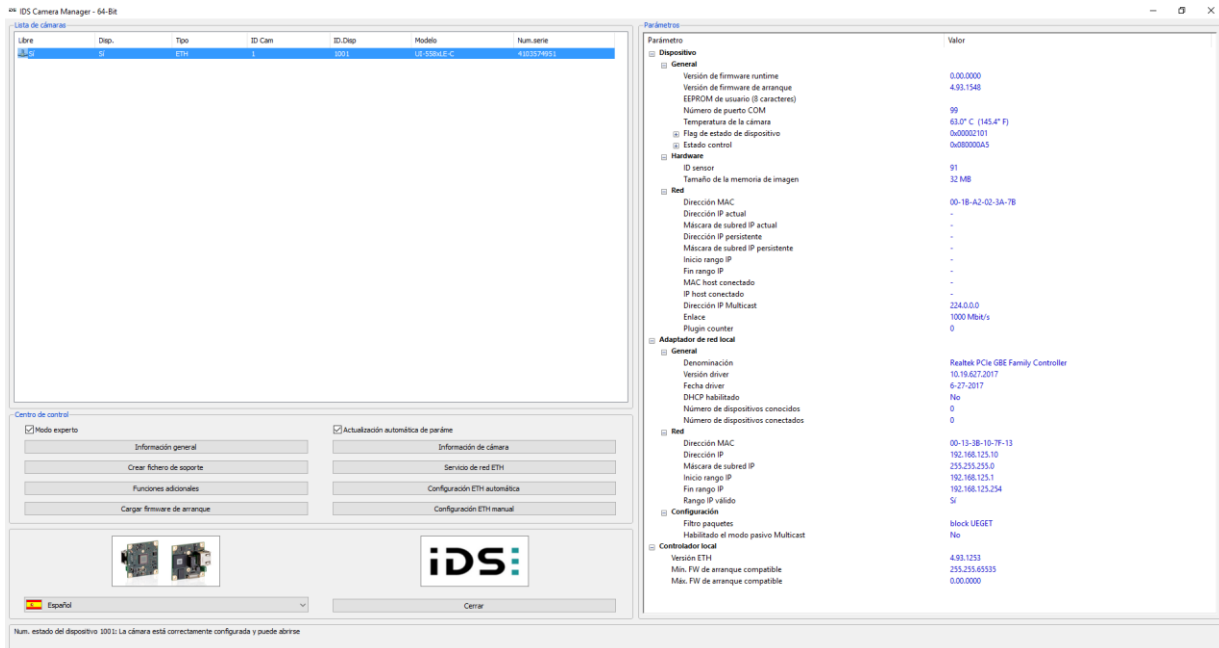 IDS Camera Manager - 64-Bit
Lista de cámaras
Libre Disp. Tipo ID Cam ID.Disp Modelo Num.serie
Sí Sí ETH 1 1001 UI-558xLE-C 4103574951
Centro de control
Modo experto
Actualización automática de paráme
Información general
Información de cámara
Crear fichero de soporte
Servicio de red ETH
Funciones adicionales
Configuración ETH automática
Cargar firmware de arranque
Configuración ETH manual
iDS:
Español
Cerrar
Num. estado del dispositivo 1001: La cámara está correctamente configurada y puede abrirse
Parámetros
Parámetro Valor
Dispositivo
General
Versión de firmware runtime 0.00.0000
Versión de firmware de arranque 4.93.1548
EEPROM de usuario (8 caracteres)
Número de puerto COM 99
Temperatura de la cámara 63.0° C (145.4° F)
Flag de estado de dispositivo 0x00002101
Estado control 0x080000A5
Hardware
ID sensor 91
Tamaño de la memoria de imagen 32 MB
Red
Dirección MAC 00-1B-A2-02-3A-7B
Dirección IP actual -
Máscara de subred IP actual -
Dirección IP persistente -
Máscara de subred IP persistente -
Inicio rango IP -
Fin rango IP -
MAC host conectado -
IP host conectado -
Dirección IP Multicast 224.0.0.0
Enlace 1000 Mbit/s
Plugin counter 0
Adaptador de red local
General
Denominación Realtek PCIe GBE Family Controller
Versión driver 10.19.627.2017
Fecha driver 6-27-2017
DHCP habilitado No
Número de dispositivos conocidos 0
Número de dispositivos conectados 0
Red
Dirección MAC 00-13-3B-10-7F-13
Dirección IP 192.168.125.10
Máscara de subred IP 255.255.255.0
Inicio rango IP 192.168.125.1
Fin rango IP 192.168.125.254
Rango IP válido Sí
Configuración
Filtro paquetes block UEGET
Habilitado el modo pasivo Multicast No
Controlador local
Versión ETH 4.93.1253
Mín. FW de arranque compatible 255.255.65535
Máx. FW de arranque compatible 0.00.0000